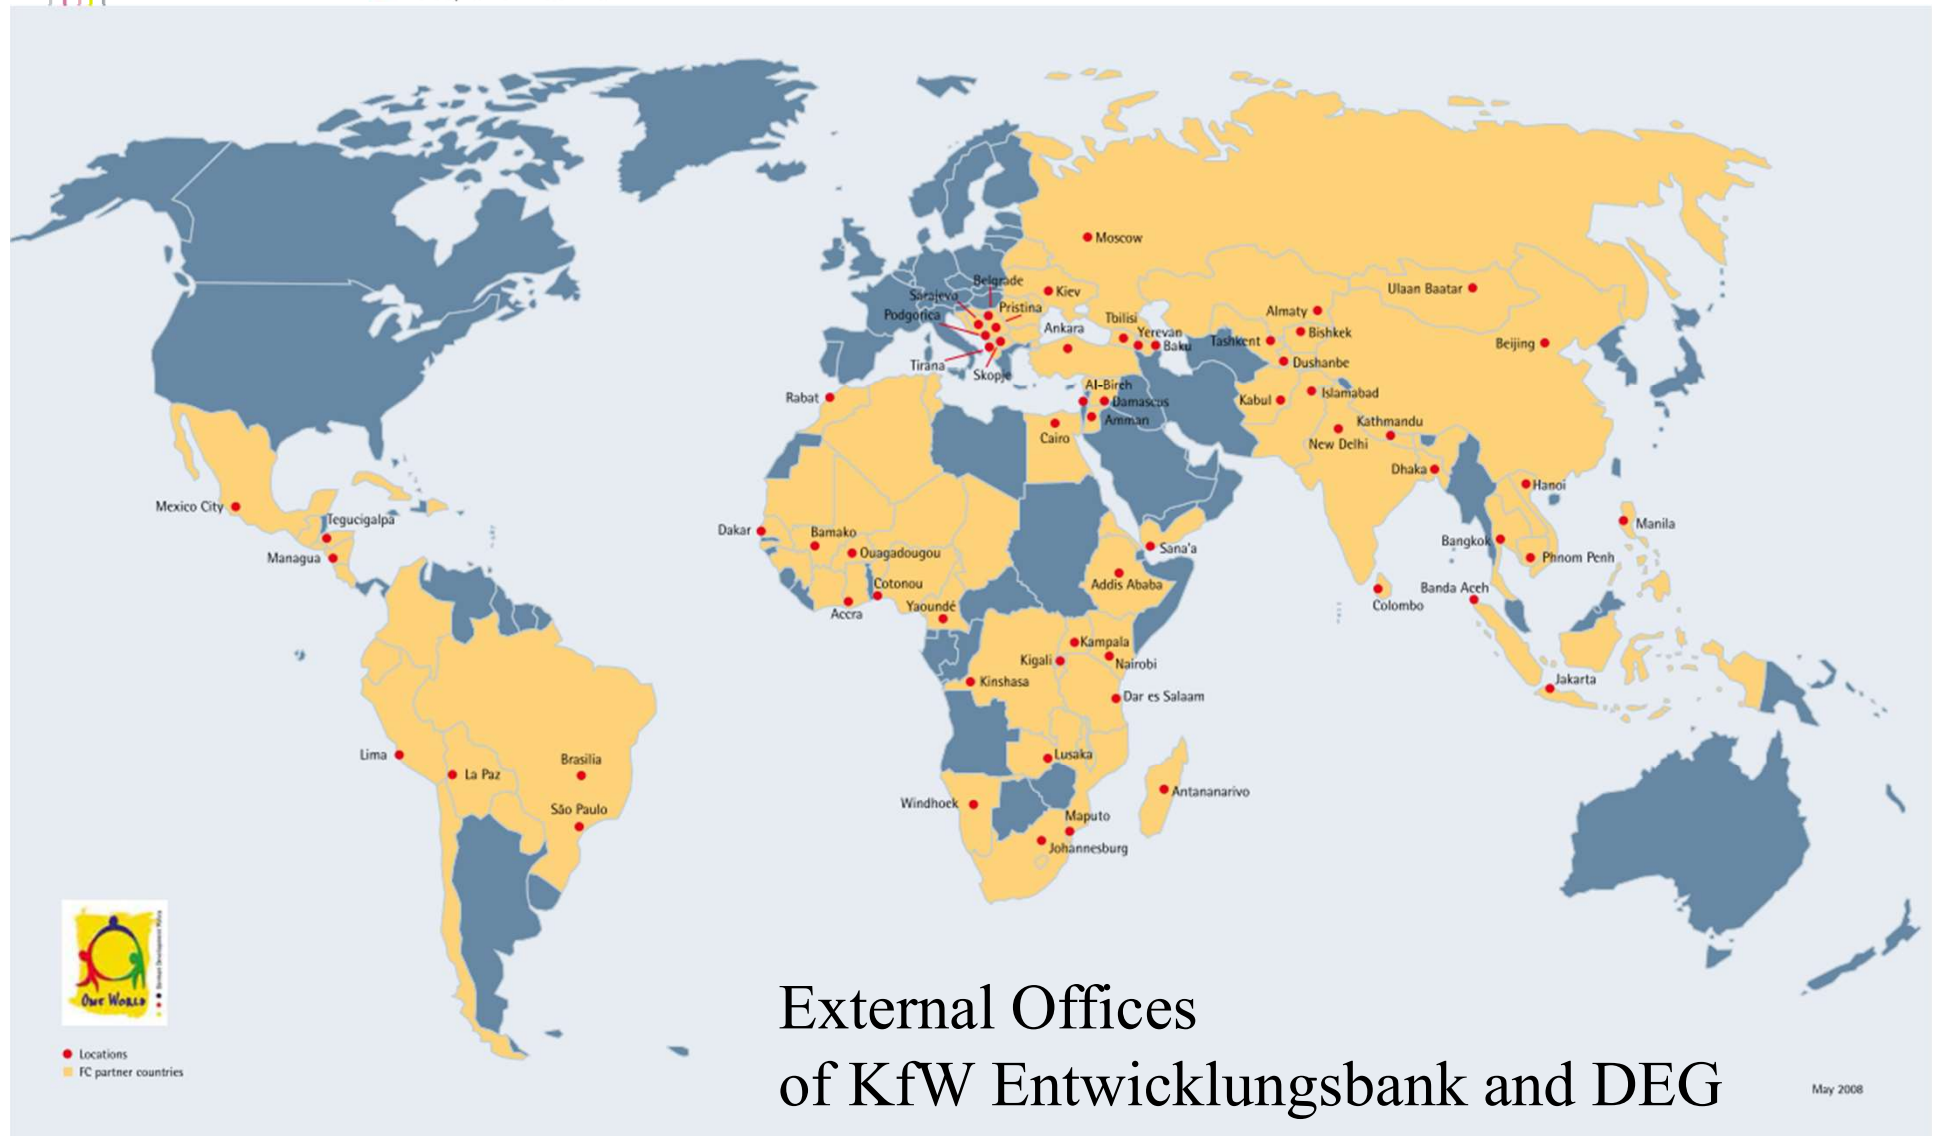 Moscow
Belgrade
Kiev
Ulaan Baatar
Sarajevo
Pristina
Podgorica
Almaty
Tbilisi
Ankara
Yerevan
Bishkek
Tashkent
Baku
Beijing
Tirana
Dushanbe
Skopje
Al-Bireh
Rabat
Damascus
Kabul
Islamabad
Amman
Kathmandu
Cairo
New Delhi
Dhaka
Hanoi
Mexico City
Tegucigalpa
Manila
Dakar
Bamako
Bangkok
Sana'a
Ouagadougou
Managua
Phnom Penh
Cotonou
Addis Ababa
Banda Aceh
Yaoundé
Colombo
Accra
Kampala
Kigali
Nairobi
Kinshasa
Jakarta
Dar es Salaam
Lima
Brasilia
Lusaka
La Paz
Antananarivo
Windhoek
São Paulo
Maputo
Johannesburg
One World
External Offices
of KfW Entwicklungsbank and DEG
Locations
FC partner countries
May 2008